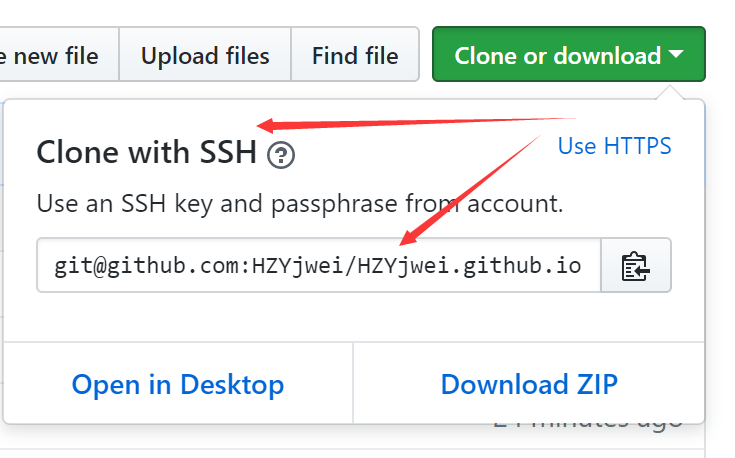 e new file
Upload files
Find file
Clone or download
Clone with SSH
Use HTTPS
Use an SSH key and passphrase from account.
git@github.com:HZYjwei/HZYjwei.github.io
Open in Desktop
Download ZIP
minutes ago